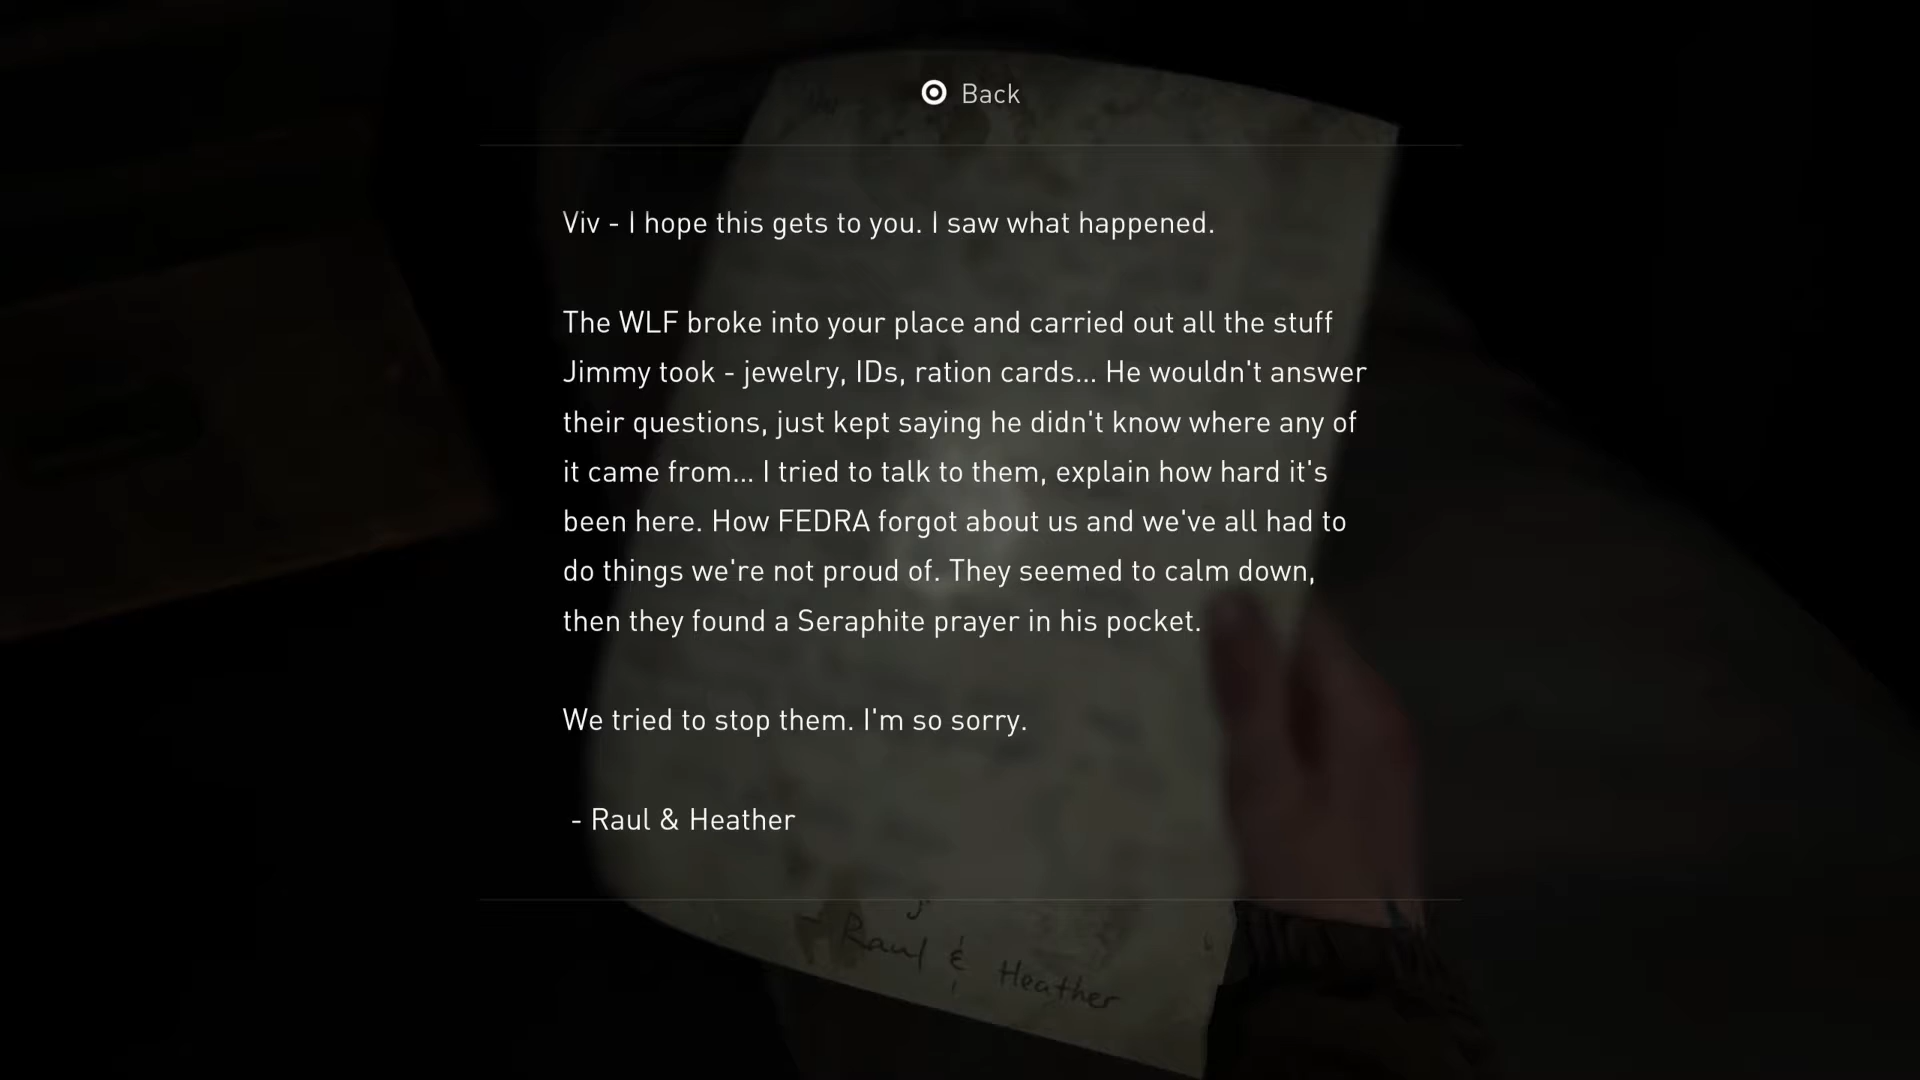 Back
Viv - I hope this gets to you. I saw what happened.
The WLF broke into your place and carried out all the stuff
Jimmy took - jewelry, IDs, ration cards... He wouldn't answer
their questions, just kept saying he didn't know where any of
it came from... I tried to talk to them, explain how hard it's
been here. How FEDRA forgot about us and we've all had to
do things we're not proud of. They seemed to calm down,
then they found a Seraphite prayer in his pocket.
We tried to stop them. I'm so sorry.
- Raul & Heather
- Raul & Heather